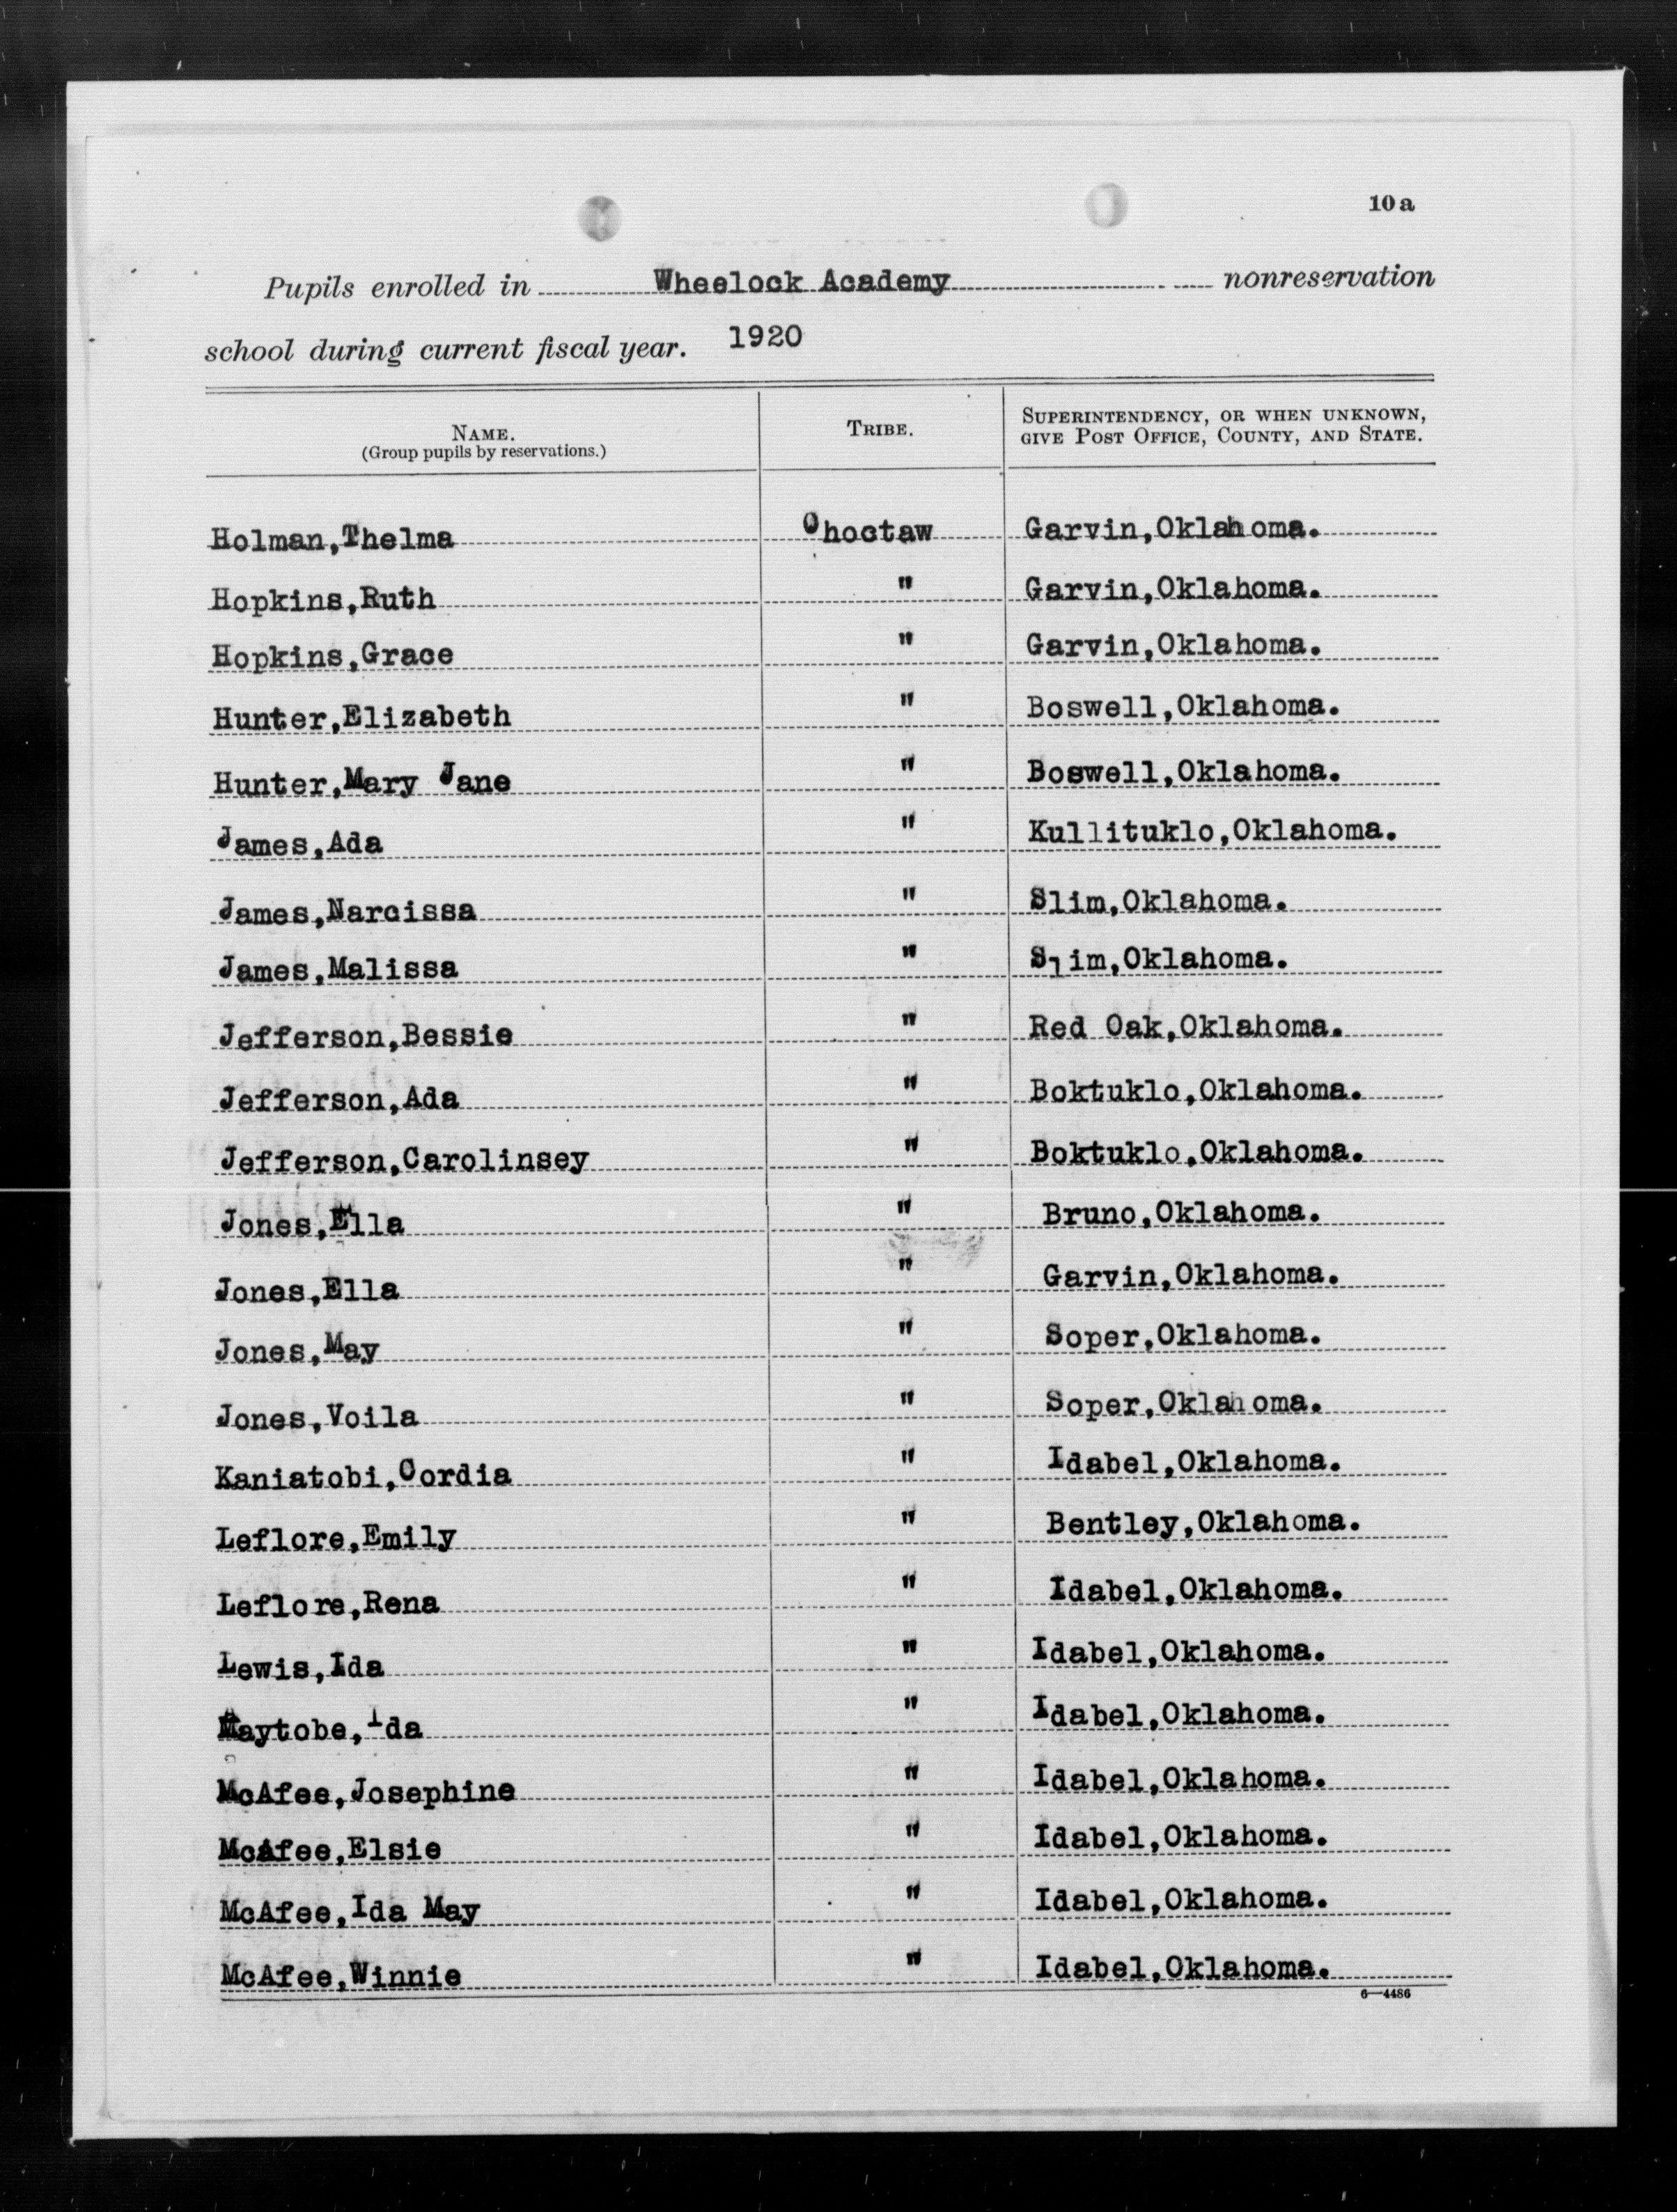 10 a
Pupils enrolled in Wheelock Academy nonreservation
school during current fiscal year. 1920
NAME. (Group pupils by reservations.) TRIBE. SUPERINTENDENCY, OR WHEN UNKNOWN, GIVE POST OFFICE, COUNTY, AND STATE.
Holman,Thelma Choctaw Garvin,Oklahoma.
Hopkins,Ruth " Garvin,Oklahoma.
Hopkins,Grace " Garvin,Oklahoma.
Hunter,Elizabeth " Boswell,Oklahoma.
Hunter,Mary Jane " Boswell,Oklahoma.
James,Ada " Kullituklo,Oklahoma.
James,Narcissa " Slim,Oklahoma.
James,Malissa " Slim,Oklahoma.
Jefferson,Bessie " Red Oak,Oklahoma.
Jefferson,Ada " Boktuklo,Oklahoma.
Jefferson,Carolinsey " Boktuklo,Oklahoma.
Jones,Ella " Bruno,Oklahoma.
Jones,Ella " Garvin,Oklahoma.
Jones,May " Soper,Oklahoma.
Jones,Voila " Soper,Oklahoma.
Kaniatobi,Cordia " Idabel,Oklahoma.
Leflore,Emily " Bentley,Oklahoma.
Leflore,Rena " Idabel,Oklahoma.
Lewis,Ida " Idabel,Oklahoma.
Maytobe,Ida " Idabel,Oklahoma.
McAfee,Josephine " Idabel,Oklahoma.
McAfee,Elsie " Idabel,Oklahoma.
McAfee,Ida May " Idabel,Oklahoma.
McAfee,Winnie " Idabel,Oklahoma.
6—4486